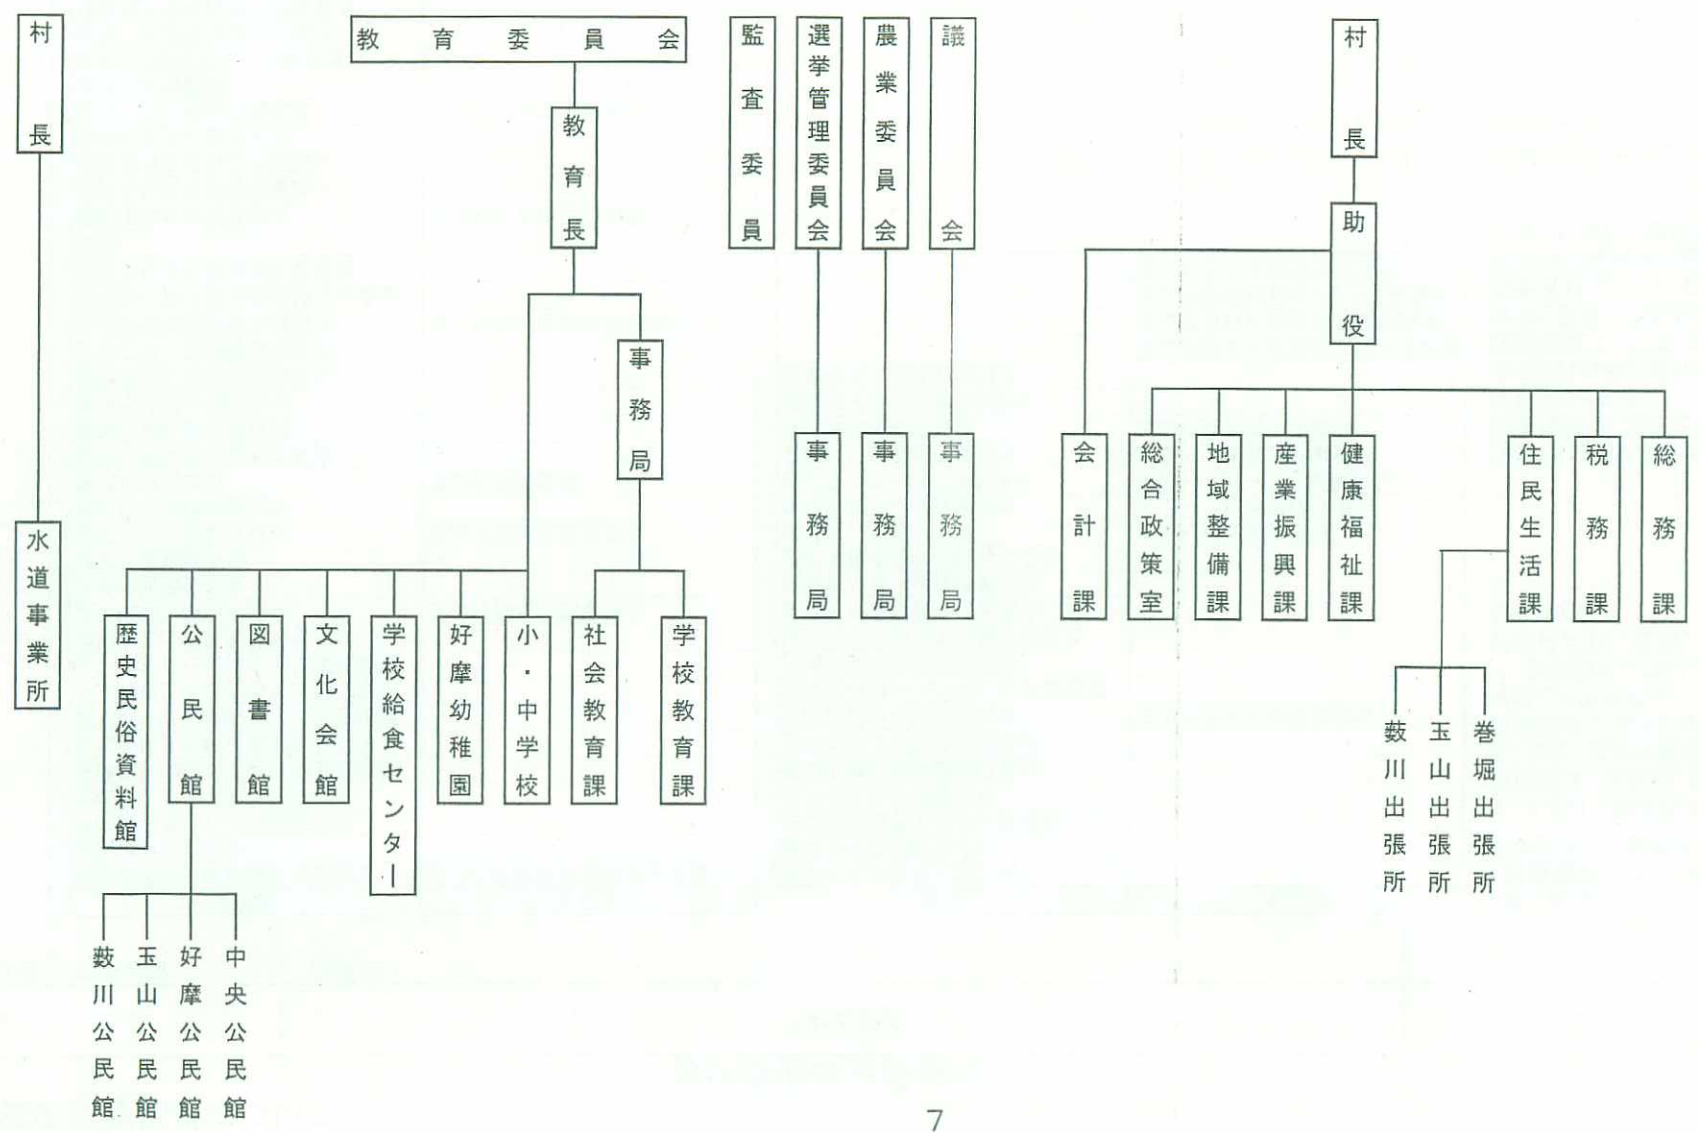 村長
助役
総務課
税務課
住民生活課
巻堀出張所
玉山出張所
薮川出張所
健康福祉課
産業振興課
地域整備課
総合政策室
会計課
議会
事務局
農業委員会
事務局
選挙管理委員会
事務局
監査委員
教育委員会
教育長
事務局
学校教育課
社会教育課
小・中学校
好摩幼稚園
学校給食センター
文化会館
図書館
公民館
中央公民館
好摩公民館
玉山公民館
薮川公民館
歴史民俗資料館
村長
水道事業所
7